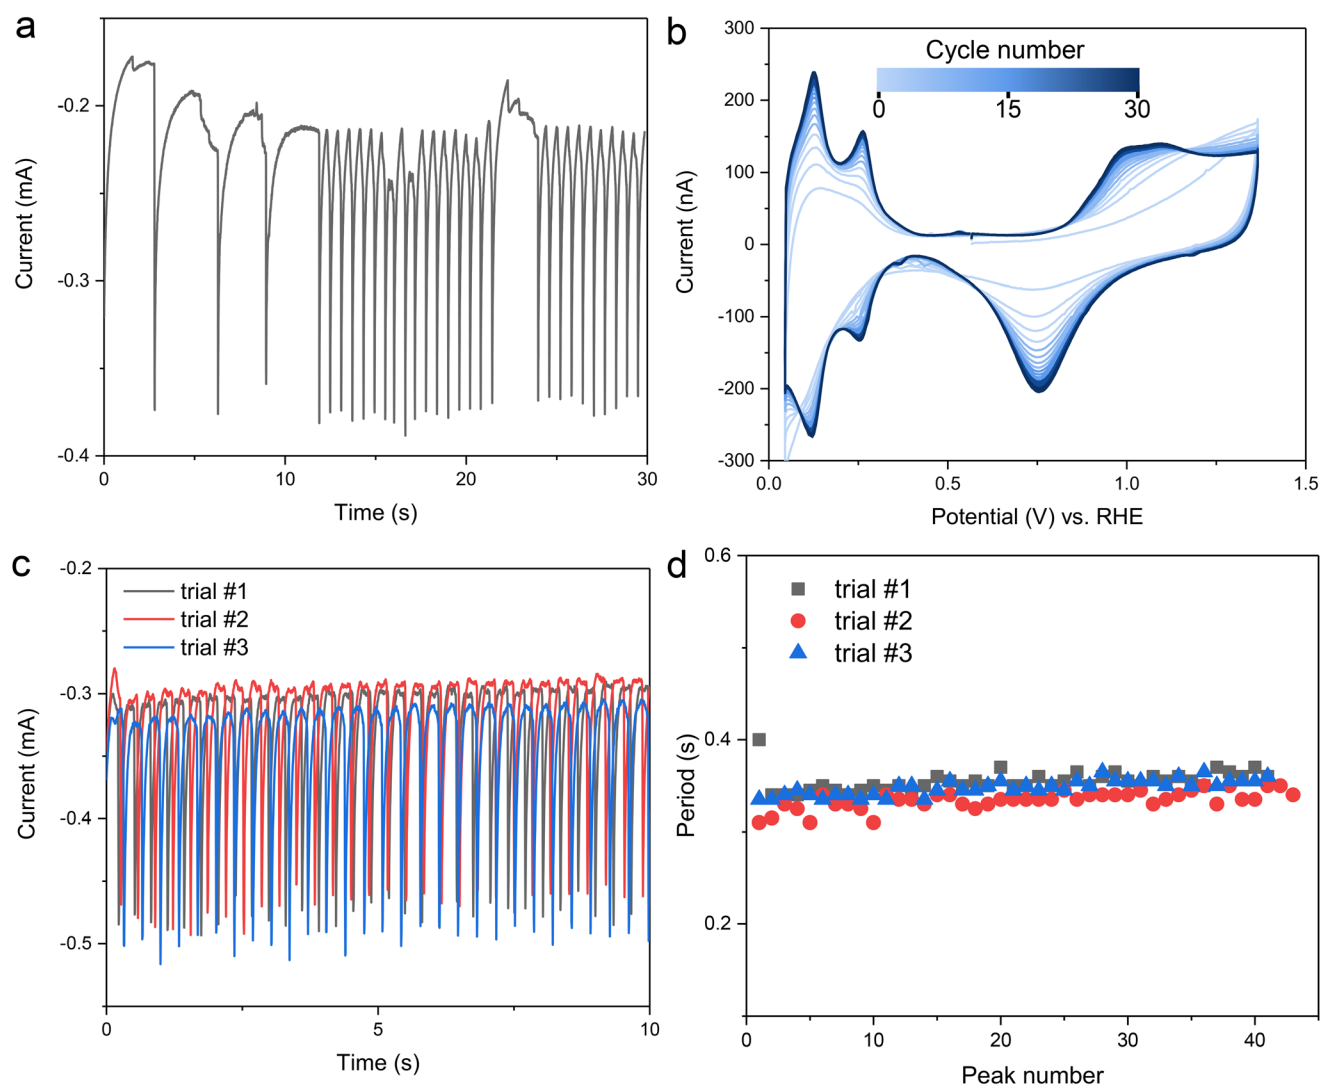 a
-0.2
-0.3
-0.4
Current (mA)
0
10
20
30
Time (s)
b
300
200
100
0
-100
-200
-300
Current (nA)
Cycle number
0
15
30
0.0
0.5
1.0
1.5
Potential (V) vs. RHE
c
-0.2
-0.3
-0.4
-0.5
Current (mA)
trial #1
trial #2
trial #3
0
5
10
Time (s)
d
0.6
0.4
0.2
Period (s)
trial #1
trial #2
trial #3
0
10
20
30
40
Peak number